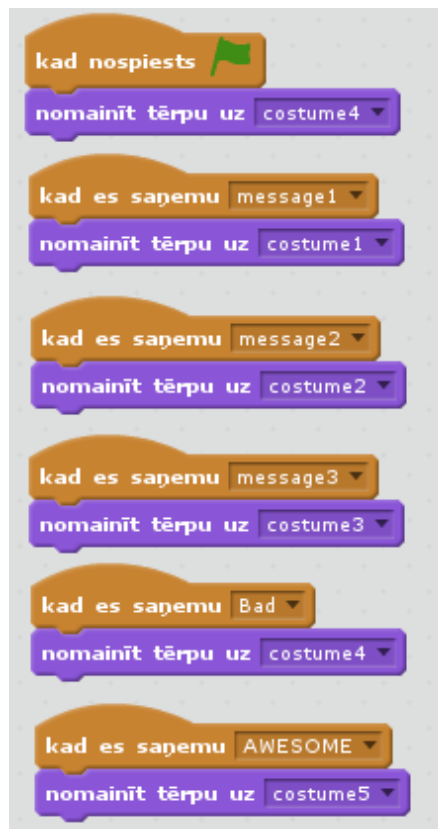 kad nospiests
nomainīt tērpu uz costume4
kad es saņemu message1
nomainīt tērpu uz costume1
kad es saņemu message2
nomainīt tērpu uz costume2
kad es saņemu message3
nomainīt tērpu uz costume3
kad es saņemu Bad
nomainīt tērpu uz costume4
kad es saņemu AWESOME
nomainīt tērpu uz costume5